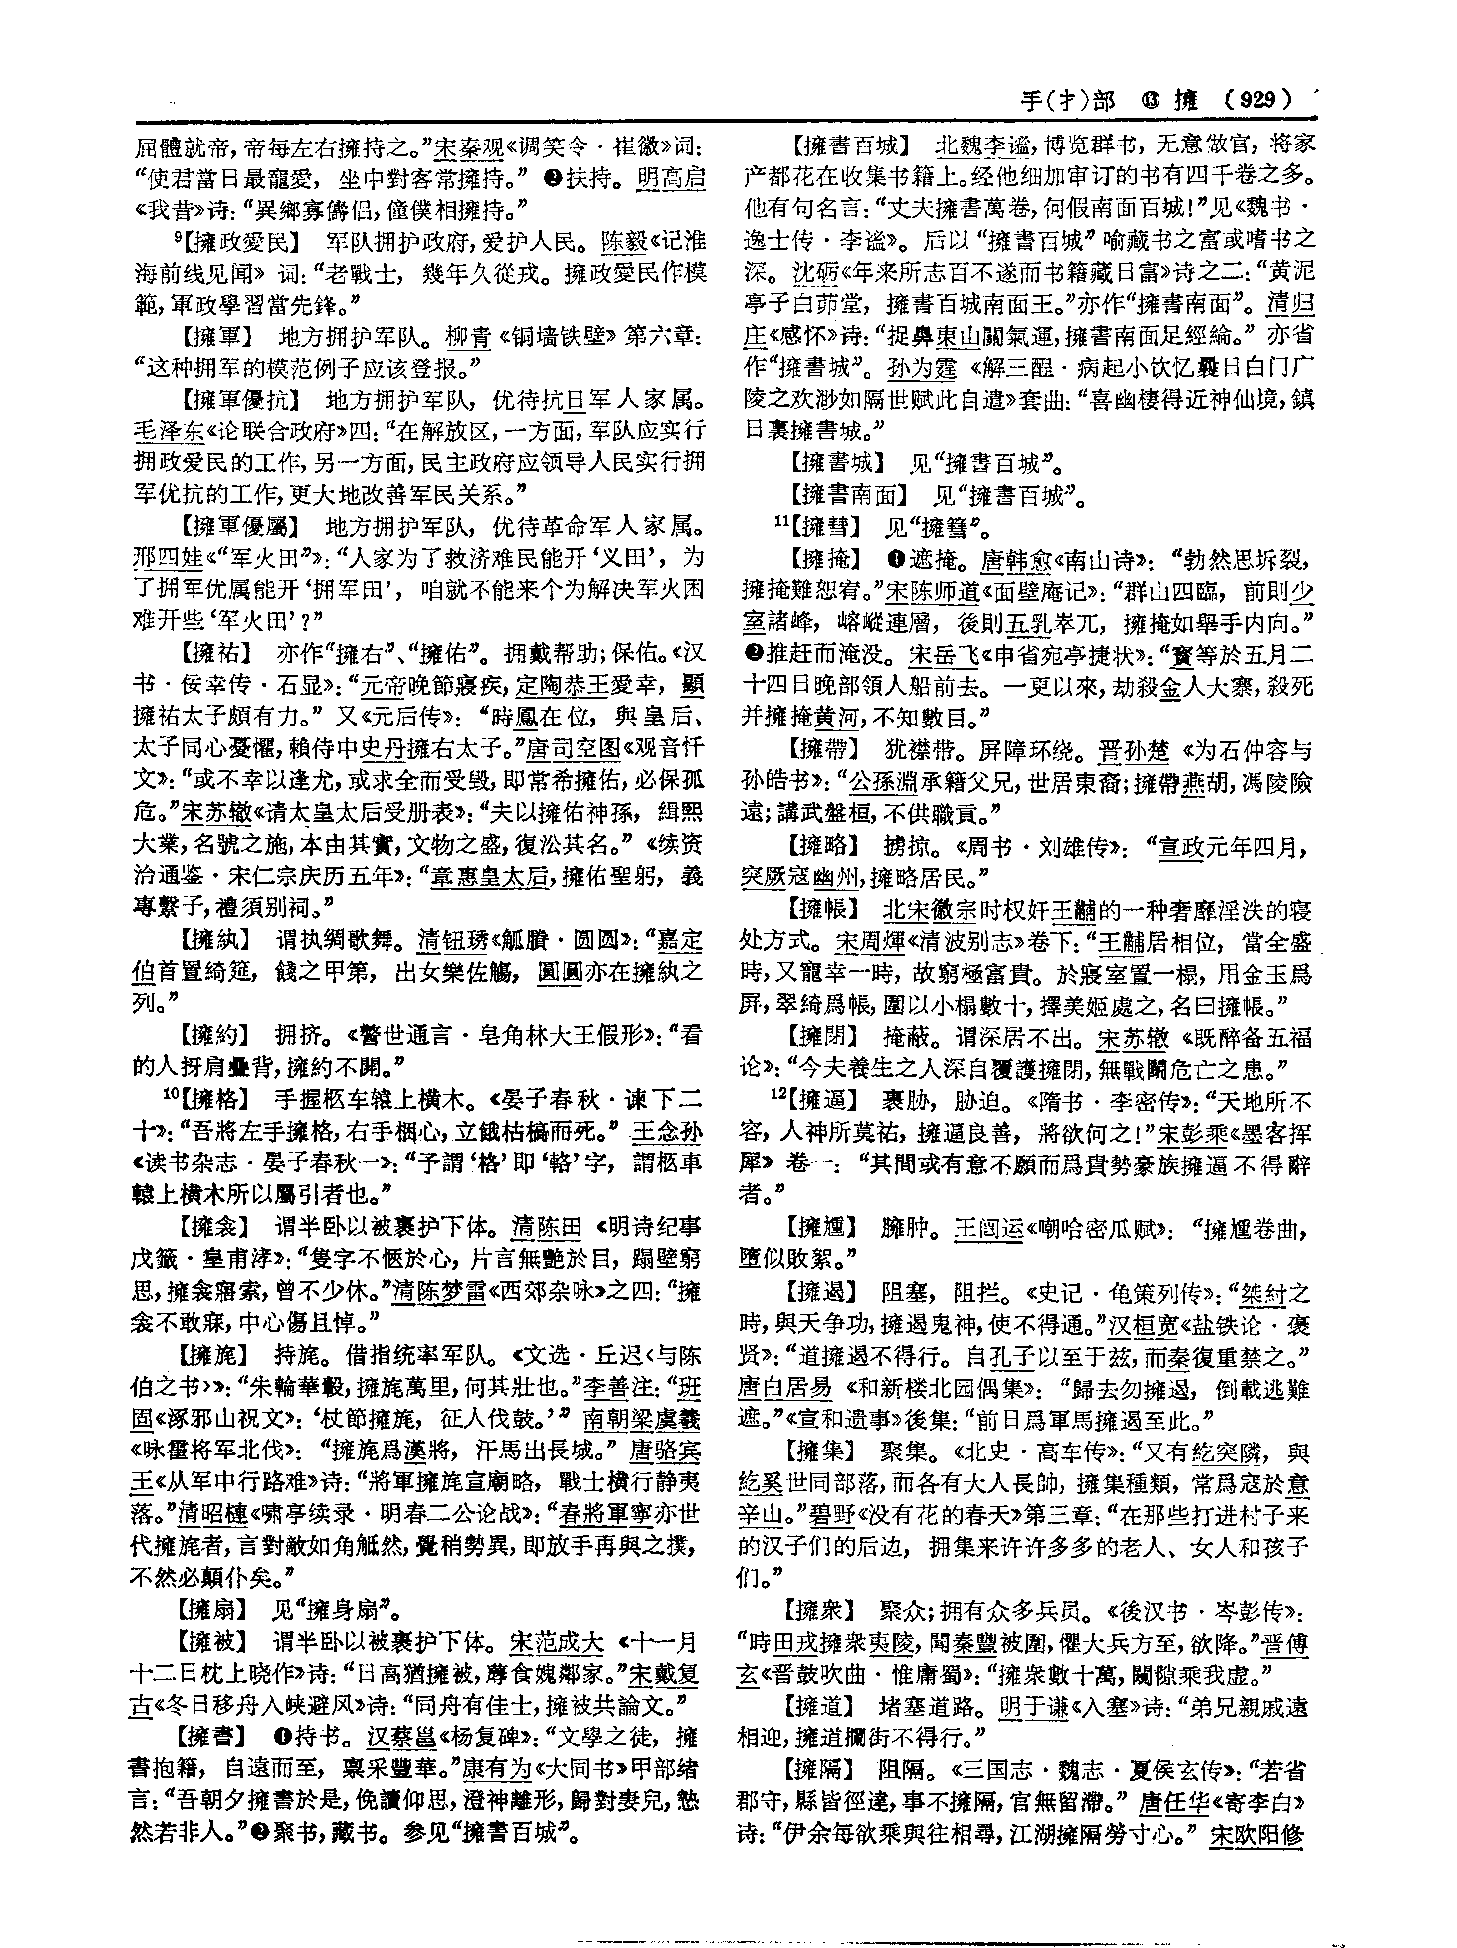 手(扌)部 ⓭ 擁 (929)
屈體就帝，帝每左右擁持之。”宋秦观《调笑令·崔徽》词：
“使君當日最寵愛，坐中對客常擁持。” ❷扶持。明高启
《我昔》诗：“異鄉寡儔侣，僮僕相擁持。”
⁹【擁政愛民】 军队拥护政府，爱护人民。陈毅《记淮
海前线见闻》词：“老戰士，幾年久從戎。擁政愛民作模
範，軍政學習當先鋒。”
【擁軍】 地方拥护军队。柳青《铜墙铁壁》第六章：
“这种拥军的模范例子应该登报。”
【擁軍優抗】 地方拥护军队，优待抗日军人家属。
毛泽东《论联合政府》四：“在解放区，一方面，军队应实行
拥政爱民的工作，另一方面，民主政府应领导人民实行拥
军优抗的工作，更大地改善军民关系。”
【擁軍優屬】 地方拥护军队，优待革命军人家属。
邢四娃《“军火田”》：“人家为了救济难民能开‘义田’，为
了拥军优属能开‘拥军田’，咱就不能来个为解决军火困
难开些‘军火田’？”
【擁祐】 亦作“擁右”、“擁佑”。拥戴帮助；保佑。《汉
书·佞幸传·石显》：“元帝晚節寢疾，定陶恭王愛幸，顯
擁祐太子頗有力。”又《元后传》：“時鳳在位，與皇后、
太子同心憂懼，賴侍中史丹擁右太子。”唐司空图《观音忏
文》：“或不幸以逢尤，或求全而受毁，即常希擁佑，必保孤
危。”宋苏辙《请太皇太后受册表》：“夫以擁佑神孫，緝熙
大業，名號之施，本由其實，文物之盛，復沿其名。”《续资
治通鉴·宋仁宗庆历五年》：“章惠皇太后，擁佑聖躬，義
專繫子，禮須别祠。”
【擁紈】 谓执绸歌舞。清钮琇《觚賸·圆圆》：“嘉定
伯首置綺筵，餞之甲第，出女樂佐觴，圓圓亦在擁紈之
列。”
【擁約】 拥挤。《警世通言·皂角林大王假形》：“看
的人挜肩疊背，擁約不開。”
¹⁰【擁格】 手握柩车辕上横木。《晏子春秋·谏下二
十》：“吾將左手擁格，右手梱心，立餓枯槁而死。”王念孙
《读书杂志·晏子春秋一》：“予謂‘格’即‘輅’字，謂柩車
轅上横木所以屬引者也。”
【擁衾】 谓半卧以被裹护下体。清陈田《明诗纪事
戊籤·皇甫涍》：“隻字不愜於心，片言無艷於目，蹋壁窮
思，擁衾寤索，曾不少休。”清陈梦雷《西郊杂咏》之四：“擁
衾不敢寐，中心傷且悼。”
【擁旄】 持旄。借指统率军队。《文选·丘迟〈与陈
伯之书〉》：“朱輪華轂，擁旄萬里，何其壯也。”李善注：“班
固《涿邪山祝文》：‘杖節擁旄，征人伐鼓。’”南朝梁虞羲
《咏霍将军北伐》：“擁旄爲漢將，汗馬出長城。”唐骆宾
王《从军中行路难》诗：“將軍擁旄宣廟略，戰士横行静夷
落。”清昭槤《啸亭续录·明春二公论战》：“春將軍寧亦世
代擁旄者，言對敵如角觝然，覺稍勢異，即放手再與之撲，
不然必顛仆矣。”
【擁扇】 见“擁身扇”。
【擁被】 谓半卧以被裹护下体。宋范成大《十一月
十二日枕上晓作》诗：“日高猶擁被，蓐食媿鄰家。”宋戴复
古《冬日移舟入峡避风》诗：“同舟有佳士，擁被共論文。”
【擁書】 ❶持书。汉蔡邕《杨复碑》：“文學之徒，擁
書抱籍，自遠而至，禀采豐華。”康有为《大同书》甲部绪
言：“吾朝夕擁書於是，俛讀仰思，澄神離形，歸對妻兒，慹
然若非人。”❷聚书，藏书。参见“擁書百城”。
【擁書百城】 北魏李谧，博览群书，无意做官，将家
产都花在收集书籍上。经他细加审订的书有四千卷之多。
他有句名言：“丈夫擁書萬卷，何假南面百城！”见《魏书·
逸士传·李谧》。后以“擁書百城”喻藏书之富或嗜书之
深。沈砺《年来所志百不遂而书籍藏日富》诗之二：“黄泥
亭子白茆堂，擁書百城南面王。”亦作“擁書南面”。清归
庄《感怀》诗：“捉鼻東山關氣運，擁書南面足經綸。”亦省
作“擁書城”。孙为霆《解三酲·病起小饮忆曩日白门广
陵之欢渺如隔世赋此自遣》套曲：“喜幽棲得近神仙境，鎮
日裏擁書城。”
【擁書城】 见“擁書百城”。
【擁書南面】 见“擁書百城”。
¹¹【擁彗】 见“擁篲”。
【擁掩】 ❶遮掩。唐韩愈《南山诗》：“勃然思坼裂，
擁掩難恕宥。”宋陈师道《面壁庵记》：“群山四臨，前則少
室諸峰，嵱嵷連層，後則五乳崒兀，擁掩如舉手内向。”
❷推赶而淹没。宋岳飞《申省宛亭捷状》：“寳等於五月二
十四日晚部領人船前去。一更以來，劫殺金人大寨，殺死
并擁掩黄河，不知數目。”
【擁帶】 犹襟带。屏障环绕。晋孙楚《为石仲容与
孙皓书》：“公孫淵承籍父兄，世居東裔；擁帶燕胡，馮陵險
遠；講武盤桓，不供職貢。”
【擁略】 掳掠。《周书·刘雄传》：“宣政元年四月，
突厥寇幽州，擁略居民。”
【擁帳】 北宋徽宗时权奸王黼的一种奢靡淫泆的寝
处方式。宋周煇《清波别志》卷下：“王黼居相位，當全盛
時，又寵幸一時，故窮極富貴。於寢室置一榻，用金玉爲
屏，翠綺爲帳，圍以小榻數十，擇美姬處之，名曰擁帳。”
【擁閉】 掩蔽。谓深居不出。宋苏辙《既醉备五福
论》：“今夫養生之人深自覆護擁閉，無戰鬭危亡之患。”
¹²【擁逼】 裹胁，胁迫。《隋书·李密传》：“天地所不
容，人神所莫祐，擁逼良善，將欲何之！”宋彭乘《墨客挥
犀》卷一：“其間或有意不願而爲貴勢豪族擁逼不得辭
者。”
【擁尰】 臃肿。王闿运《嘲哈密瓜赋》：“擁尰卷曲，
墮似敗絮。”
【擁遏】 阻塞，阻拦。《史记·龟策列传》：“桀紂之
時，與天争功，擁遏鬼神，使不得通。”汉桓宽《盐铁论·褒
贤》：“道擁遏不得行。自孔子以至于兹，而秦復重禁之。”
唐白居易《和新楼北园偶集》：“歸去勿擁遏，倒載逃難
遮。”《宣和遗事》後集：“前日爲軍馬擁遏至此。”
【擁集】 聚集。《北史·高车传》：“又有紇突隣，與
紇奚世同部落，而各有大人長帥，擁集種類，常爲寇於意
辛山。”碧野《没有花的春天》第三章：“在那些打进村子来
的汉子们的后边，拥集来许许多多的老人、女人和孩子
们。”
【擁衆】 聚众；拥有众多兵员。《後汉书·岑彭传》：
“時田戎擁衆夷陵，聞秦豐被圍，懼大兵方至，欲降。”晋傅
玄《晋鼓吹曲·惟庸蜀》：“擁衆數十萬，闚隙乘我虚。”
【擁道】 堵塞道路。明于谦《入塞》诗：“弟兄親戚遠
相迎，擁道攔街不得行。”
【擁隔】 阻隔。《三国志·魏志·夏侯玄传》：“若省
郡守，縣皆徑達，事不擁隔，官無留滯。”唐任华《寄李白》
诗：“伊余每欲乘興往相尋，江湖擁隔勞寸心。”宋欧阳修